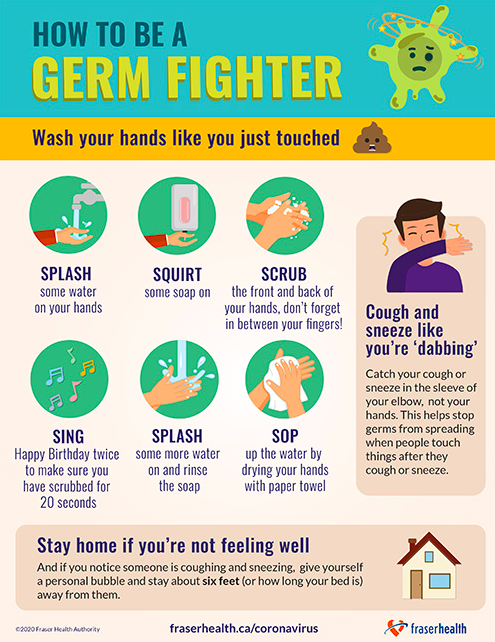 HOW TO BE A
GERM FIGHTER
Wash your hands like you just touched
SPLASH
some water
on your hands
SQUIRT
some soap on
SCRUB
the front and back of
your hands, don't forget
in between your fingers!
SING
Happy Birthday twice
to make sure you
have scrubbed for
20 seconds
SPLASH
some more water
on and rinse
the soap
SOP
up the water by
drying your hands
with paper towel
Cough and
sneeze like
you're ‘dabbing’
Catch your cough or
sneeze in the sleeve of
your elbow, not your
hands. This helps stop
germs from spreading
when people touch
things after they
cough or sneeze.
Stay home if you're not feeling well
And if you notice someone is coughing and sneezing, give yourself
a personal bubble and stay about six feet (or how long your bed is)
away from them.
©2020 Fraser Health Authority
fraserhealth.ca/coronavirus
fraserhealth